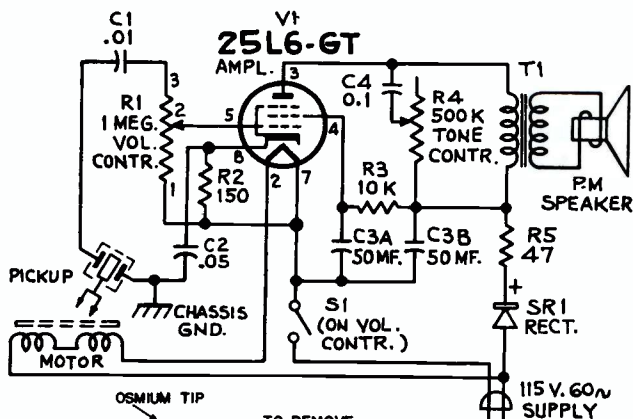 C1
.01
V1
25L6-GT
AMPL.
3
3
R1
1 MEG.
VOL.
CONTR.
2
1
5
8
2
7
4
C4
0.1
R4
500K
TONE
CONTR.
T1
P.M
SPEAKER
R2
150
R3
10K
C2
.05
C3A
50MF.
C3B
50 MF.
R5
47
+
SR1
RECT.
PICKUP
CHASSIS
GND.
S1
(ON VOL.
CONTR.)
MOTOR
115 V. 60~
SUPPLY
OSMIUM TIP
TO REMOVE